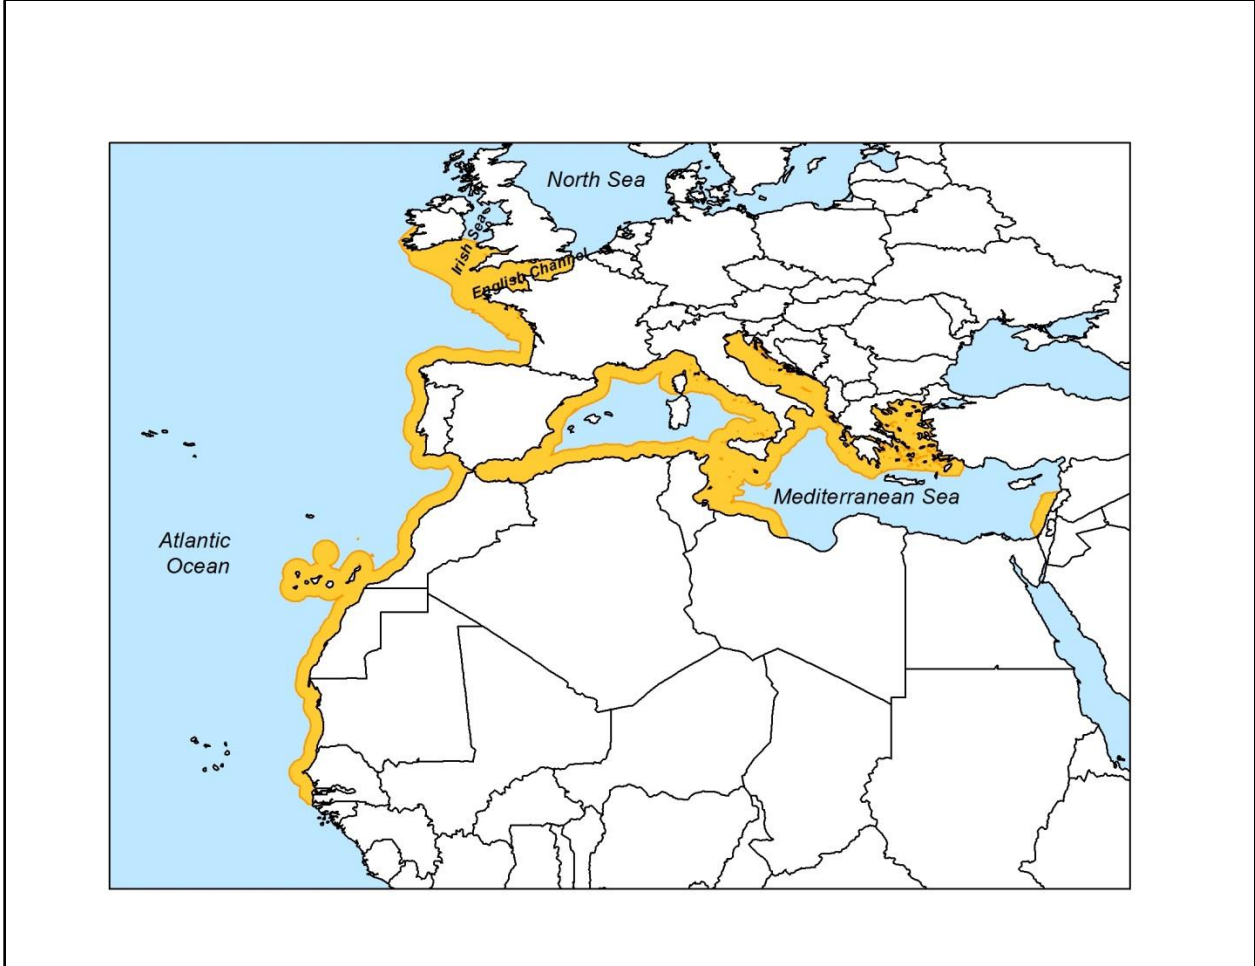 North Sea
Irish Sea
English Channel
Mediterranean Sea
Atlantic
Ocean